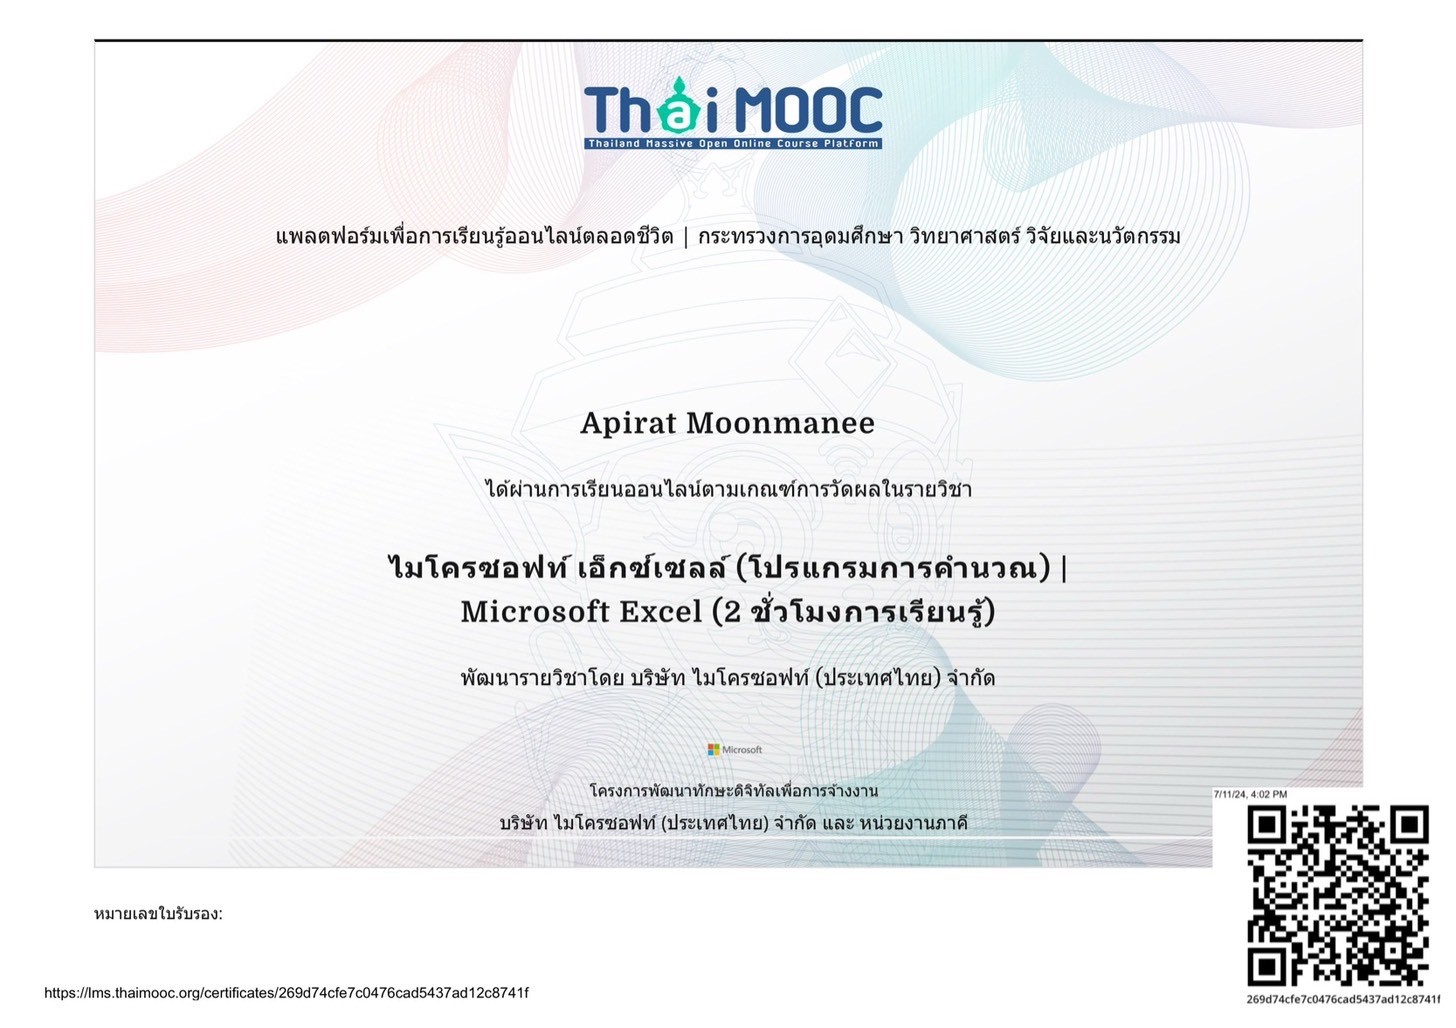 Thai MOOC
Thailand Massive Open Online Course Platform
แพลตฟอร์มเพื่อการเรียนรู้ออนไลน์ตลอดชีวิต | กระทรวงการอุดมศึกษา วิทยาศาสตร์ วิจัยและนวัตกรรม
Apirat Moonmanee
ได้ผ่านการเรียนออนไลน์ตามเกณฑ์การวัดผลในรายวิชา
ไมโครซอฟท์ เอ็กซ์เซลล์ (โปรแกรมการคำนวณ) |
Microsoft Excel (2 ชั่วโมงการเรียนรู้)
พัฒนารายวิชาโดย บริษัท ไมโครซอฟท์ (ประเทศไทย) จำกัด
Microsoft
โครงการพัฒนาทักษะดิจิทัลเพื่อการจ้างงาน
บริษัท ไมโครซอฟท์ (ประเทศไทย) จำกัด และ หน่วยงานภาคี
7/11/24, 4:02 PM
หมายเลขใบรับรอง:
https://lms.thaimooc.org/certificates/269d74cfe7c0476cad5437ad12c8741f
269d74cfe7c0476cad5437ad12c8741f